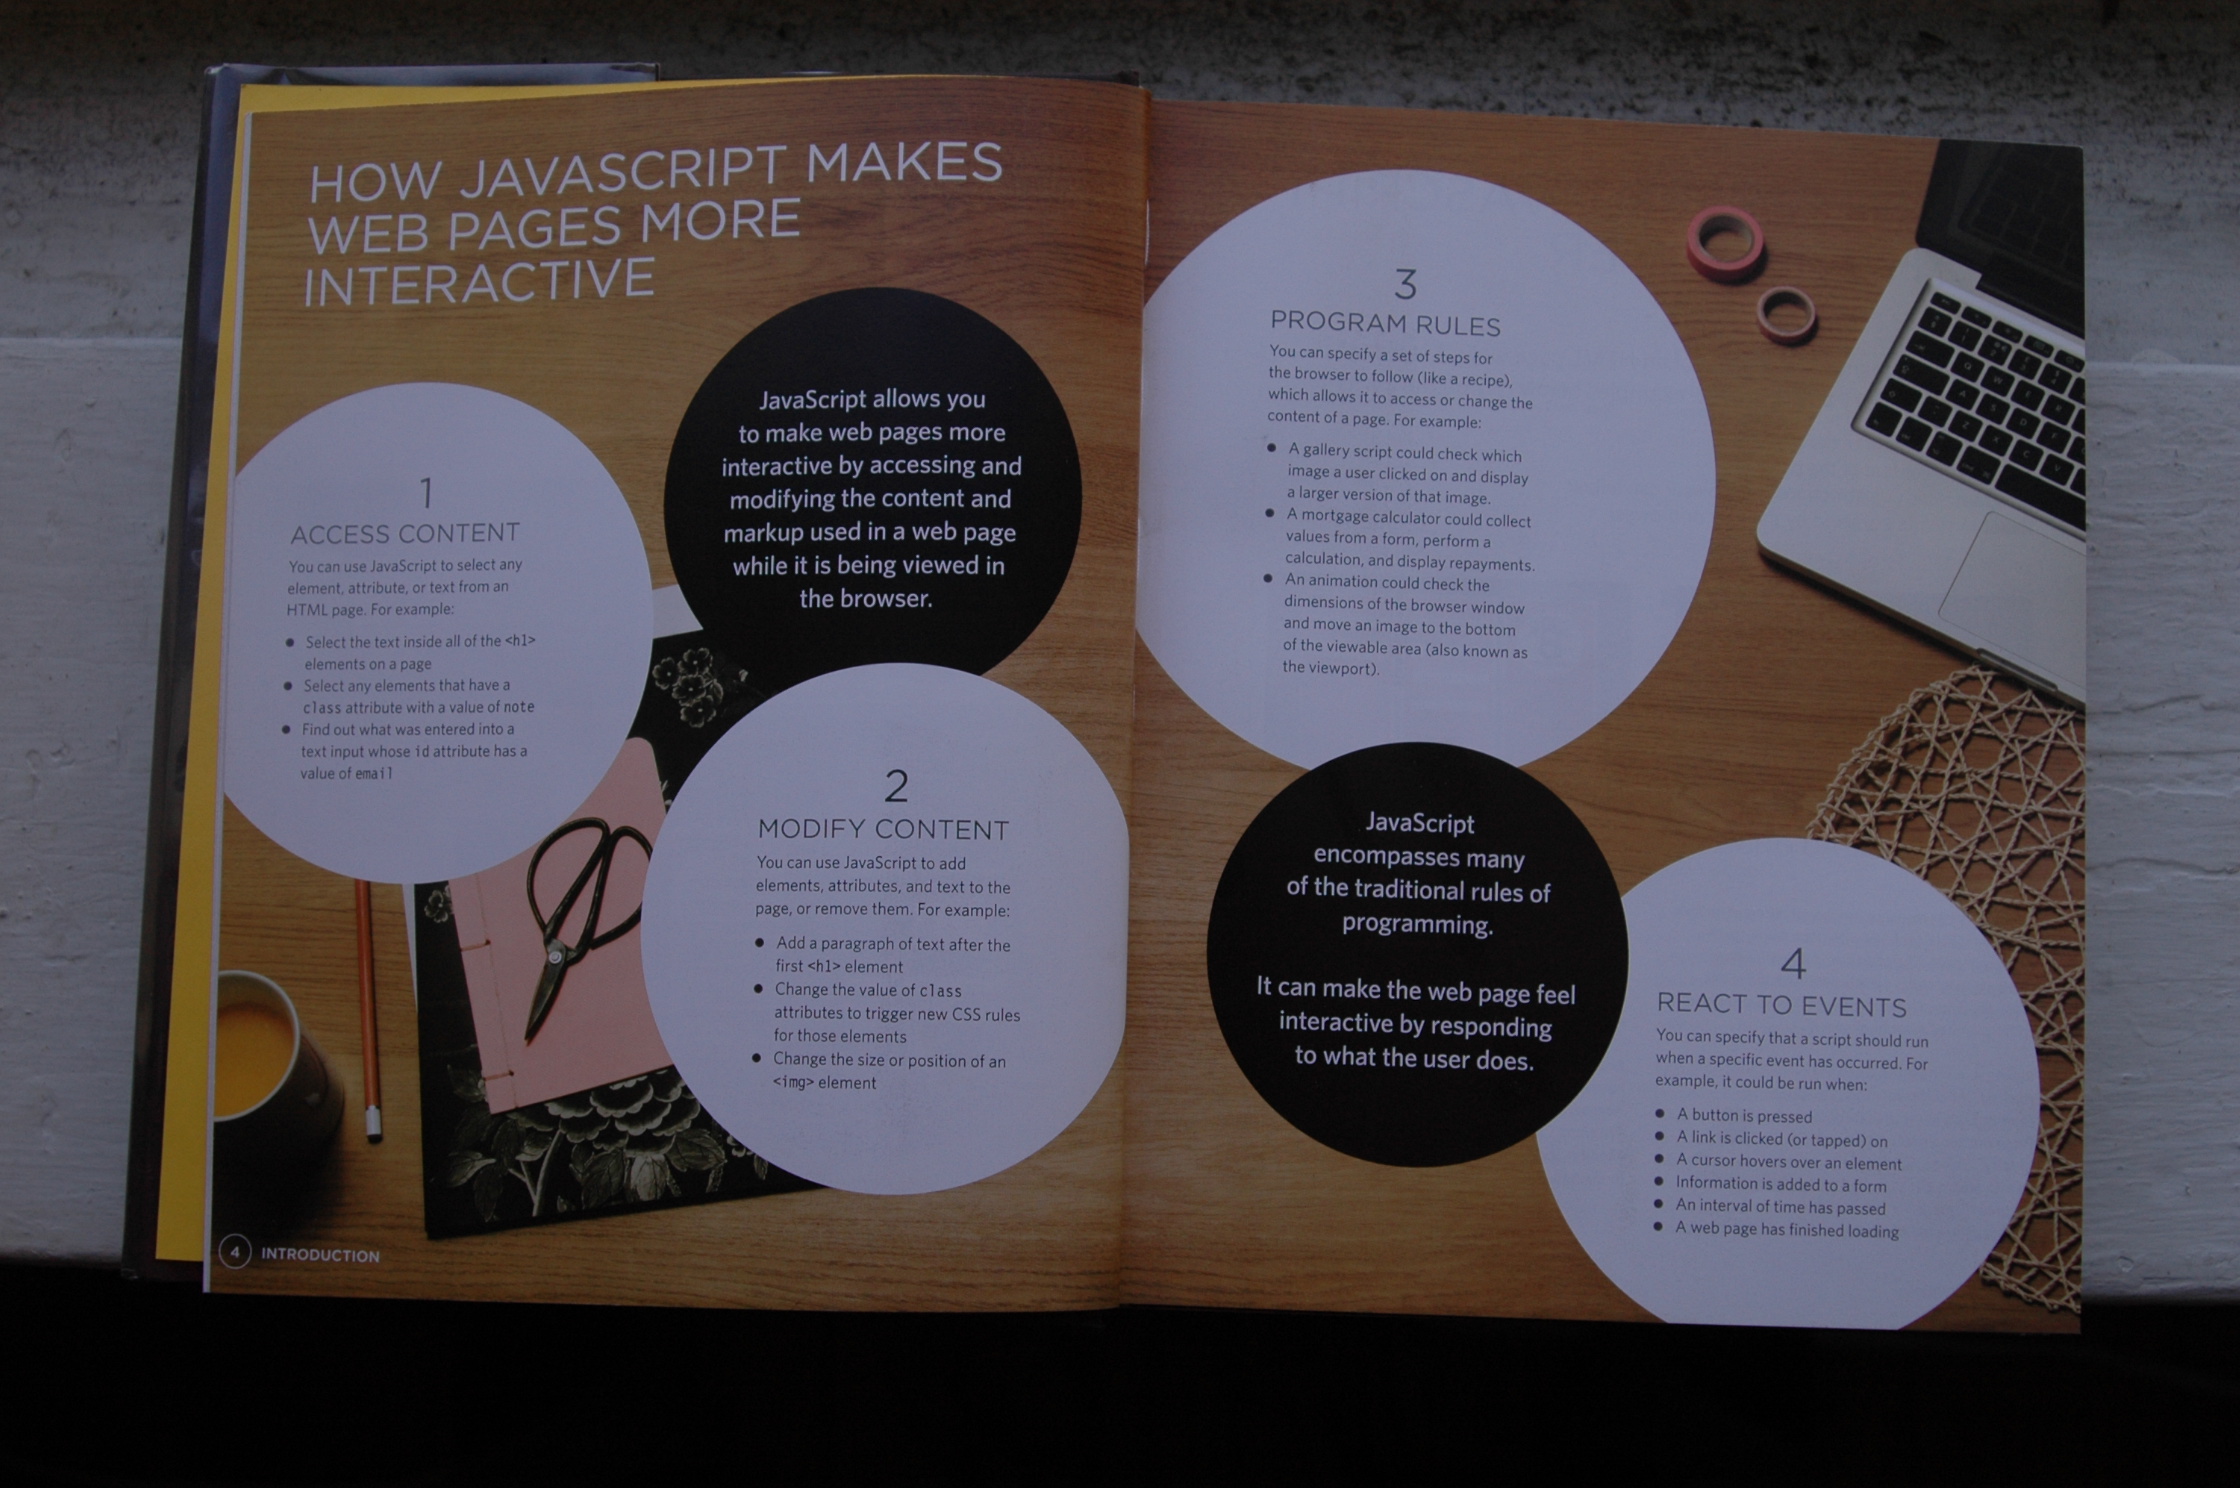 HOW JAVASCRIPT MAKES
WEB PAGES MORE
INTERACTIVE
JavaScript allows you
to make web pages more
interactive by accessing and
modifying the content and
markup used in a web page
while it is being viewed in
the browser.
1
ACCESS CONTENT
You can use JavaScript to select any
element, attribute, or text from an
HTML page. For example:
● Select the text inside all of the <h1>
elements on a page
● Select any elements that have a
class attribute with a value of note
● Find out what was entered into a
text input whose id attribute has a
value of email
2
MODIFY CONTENT
You can use JavaScript to add
elements, attributes, and text to the
page, or remove them. For example:
● Add a paragraph of text after the
first <h1> element
● Change the value of class
attributes to trigger new CSS rules
for those elements
● Change the size or position of an
<img> element
4 INTRODUCTION
3
PROGRAM RULES
You can specify a set of steps for
the browser to follow (like a recipe),
which allows it to access or change the
content of a page. For example:
● A gallery script could check which
image a user clicked on and display
a larger version of that image.
● A mortgage calculator could collect
values from a form, perform a
calculation, and display repayments.
● An animation could check the
dimensions of the browser window
and move an image to the bottom
of the viewable area (also known as
the viewport).
JavaScript
encompasses many
of the traditional rules of
programming.
It can make the web page feel
interactive by responding
to what the user does.
4
REACT TO EVENTS
You can specify that a script should run
when a specific event has occurred. For
example, it could be run when:
● A button is pressed
● A link is clicked (or tapped) on
● A cursor hovers over an element
● Information is added to a form
● An interval of time has passed
● A web page has finished loading